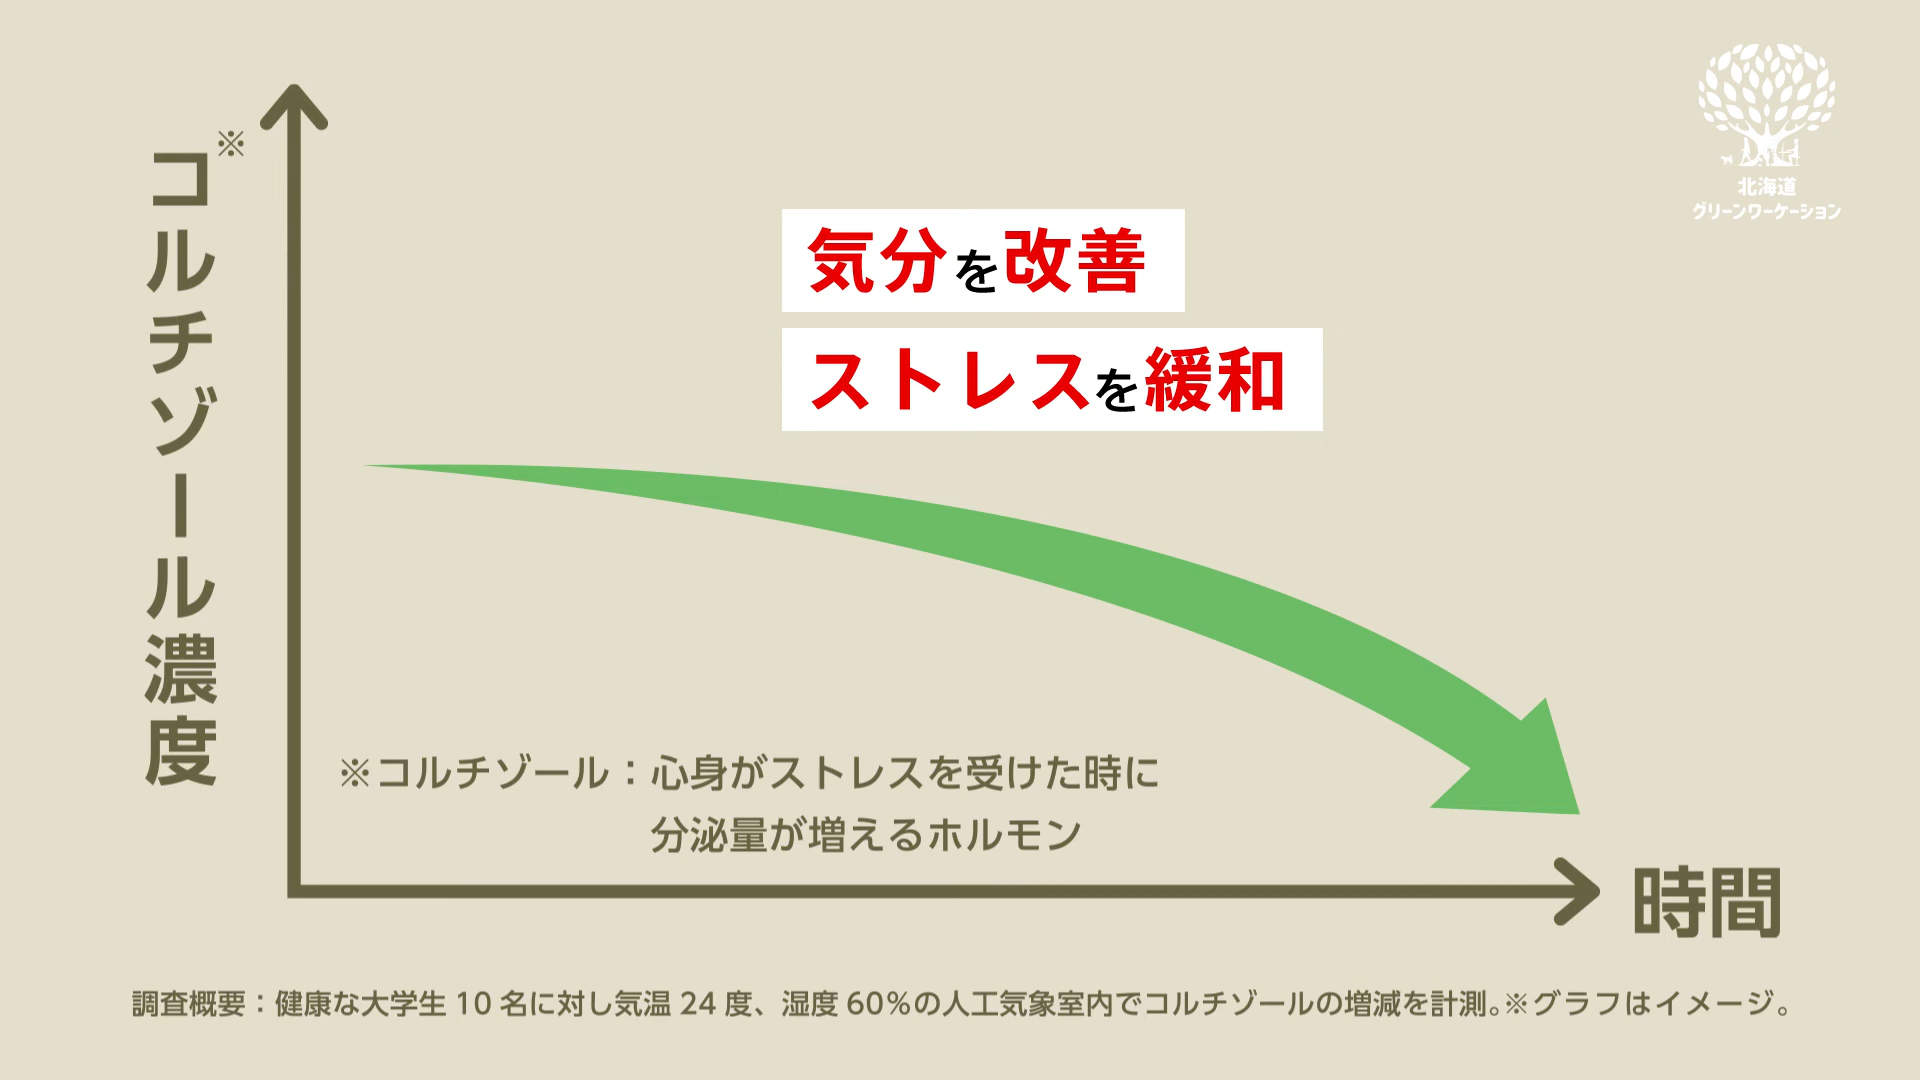 コルチゾール濃度
※
北海道
グリーンワーケーション
気分を改善
ストレスを緩和
※コルチゾール：心身がストレスを受けた時に
分泌量が増えるホルモン
時間
調査概要：健康な大学生 10 名に対し気温 24 度、湿度 60％の人工気象室内でコルチゾールの増減を計測。※グラフはイメージ。